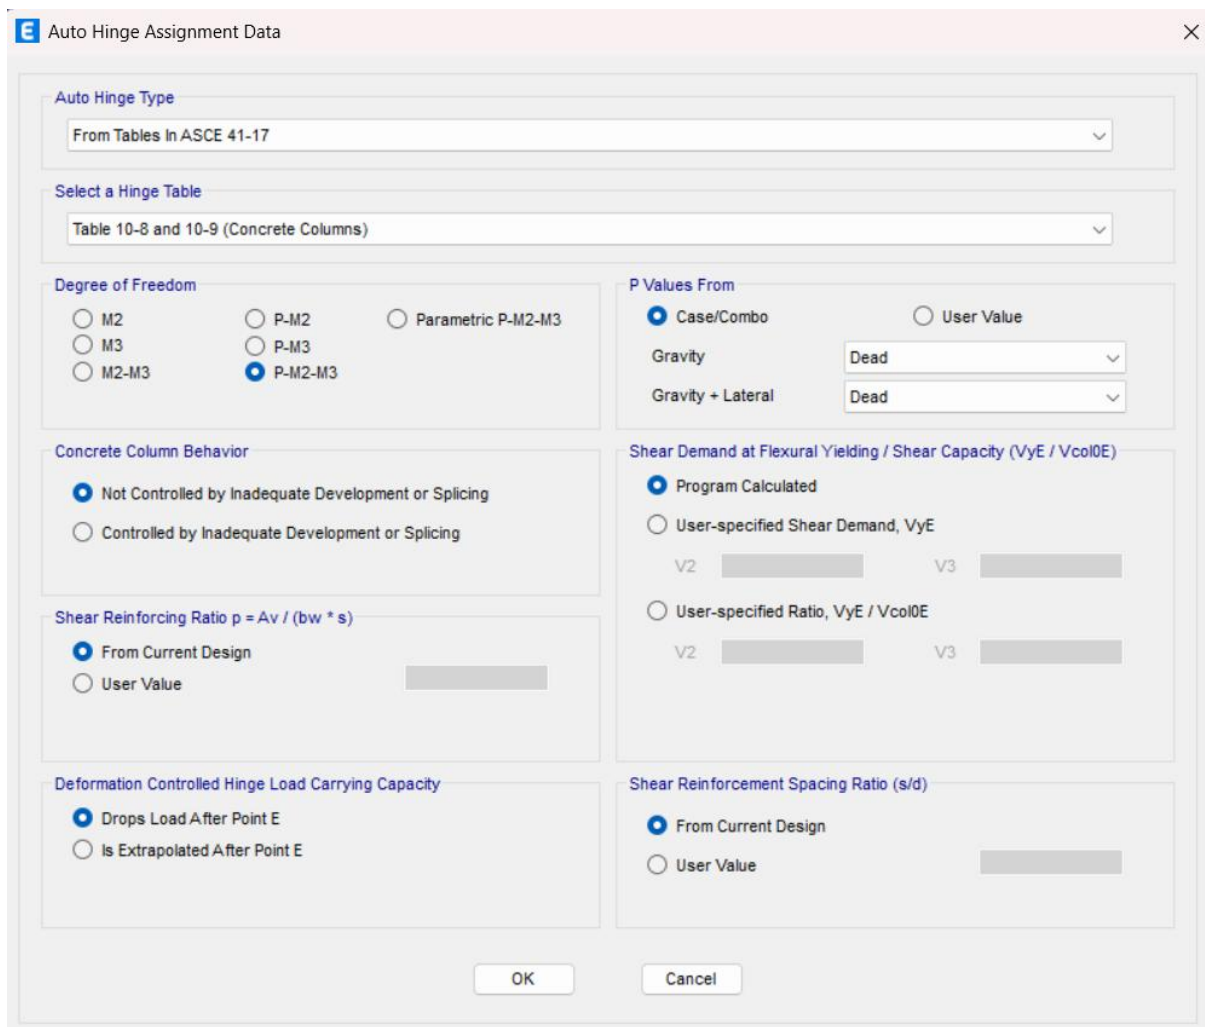 E Auto Hinge Assignment Data
Auto Hinge Type
From Tables In ASCE 41-17
Select a Hinge Table
Table 10-8 and 10-9 (Concrete Columns)
Degree of Freedom
M2 P-M2 Parametric P-M2-M3
M3 P-M3
M2-M3 P-M2-M3
P Values From
Case/Combo User Value
Gravity Dead
Gravity + Lateral Dead
Concrete Column Behavior
Not Controlled by Inadequate Development or Splicing
Controlled by Inadequate Development or Splicing
Shear Demand at Flexural Yielding / Shear Capacity (VyE / Vcol0E)
Program Calculated
User-specified Shear Demand, VyE
V2 V3
User-specified Ratio, VyE / Vcol0E
V2 V3
Shear Reinforcing Ratio p = Av / (bw * s)
From Current Design
User Value
Deformation Controlled Hinge Load Carrying Capacity
Drops Load After Point E
Is Extrapolated After Point E
Shear Reinforcement Spacing Ratio (s/d)
From Current Design
User Value
OK Cancel